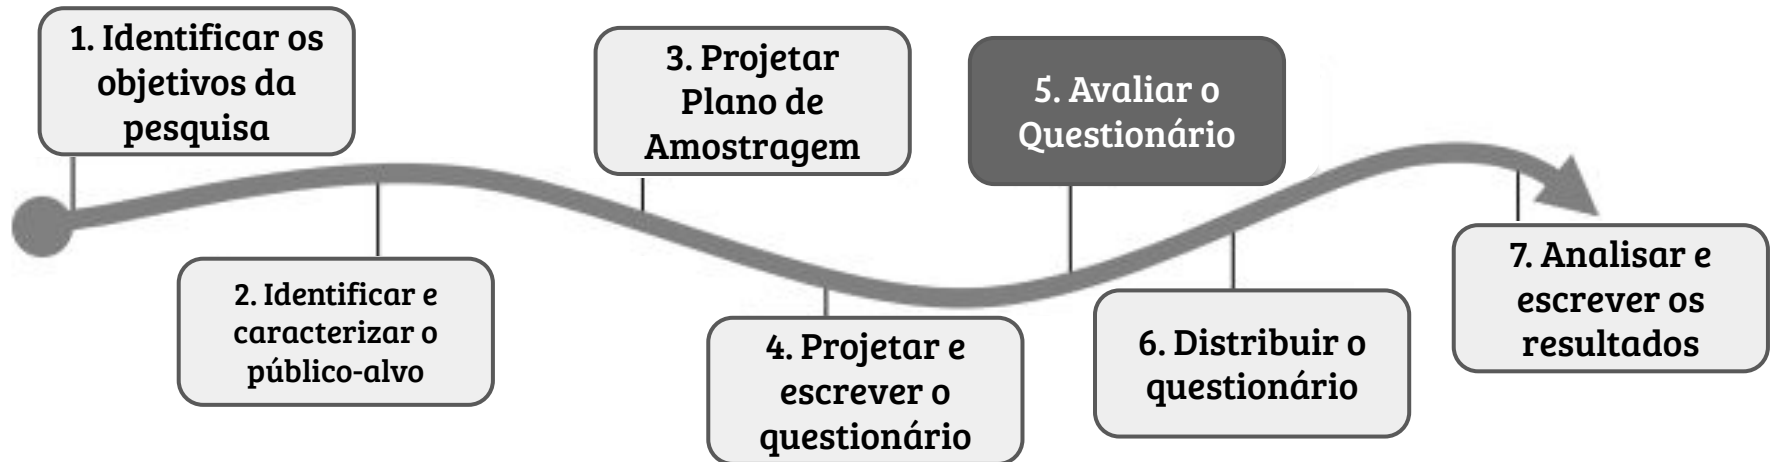 1. Identificar os
objetivos da
pesquisa
2. Identificar e
caracterizar o
público-alvo
3. Projetar
Plano de
Amostragem
4. Projetar e
escrever o
questionário
5. Avaliar o
Questionário
6. Distribuir o
questionário
7. Analisar e
escrever os
resultados